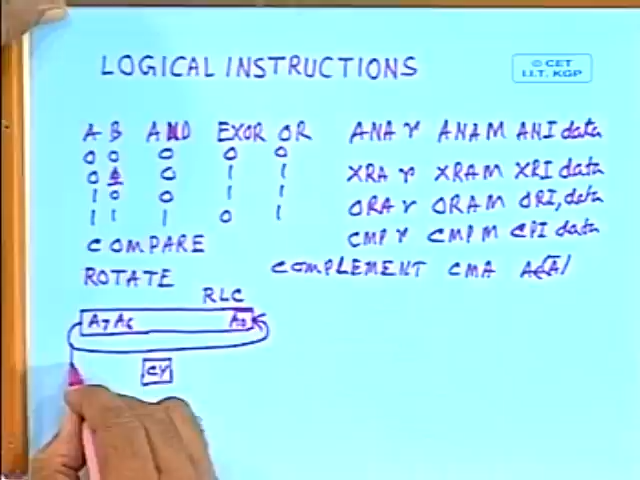 LOGICAL INSTRUCTIONS
© CET
I.I.T. KGP
A B AND EXOR OR ANA r ANA M ANI data
0 0 0 0 0
0 1 0 1 1 XRA r XRA M XRI data
1 0 0 1 1 ORA r ORA M ORI, data
1 1 1 0 1
COMPARE CMP r CMP M CPI data
ROTATE COMPLEMENT CMA A←(A)'
RLC
A7 A6 A0
CY